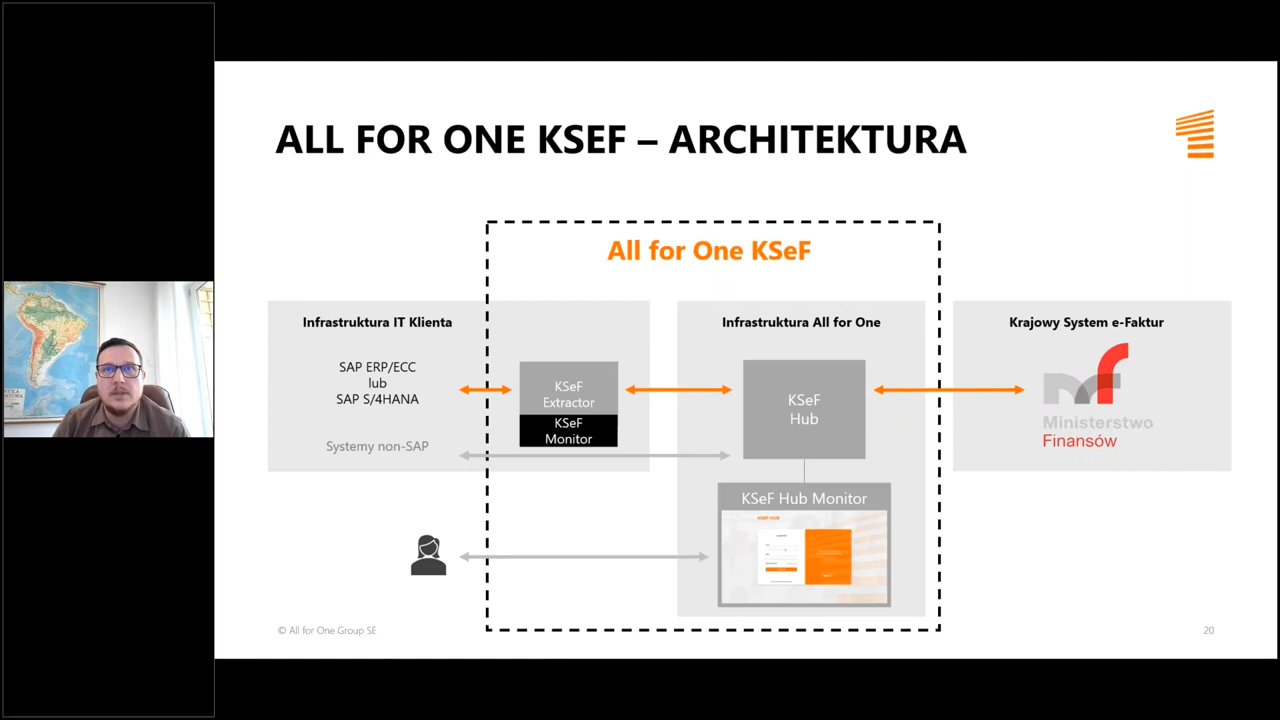 ALL FOR ONE KSEF – ARCHITEKTURA
All for One KSeF
Infrastruktura IT Klienta
Infrastruktura All for One
Krajowy System e-Faktur
SAP ERP/ECC
lub
SAP S/4HANA
Systemy non-SAP
KSeF
Extractor
KSeF
Monitor
KSeF
Hub
Ministerstwo
Finansów
KSeF Hub Monitor
KSEF HUB
© All for One Group SE
20